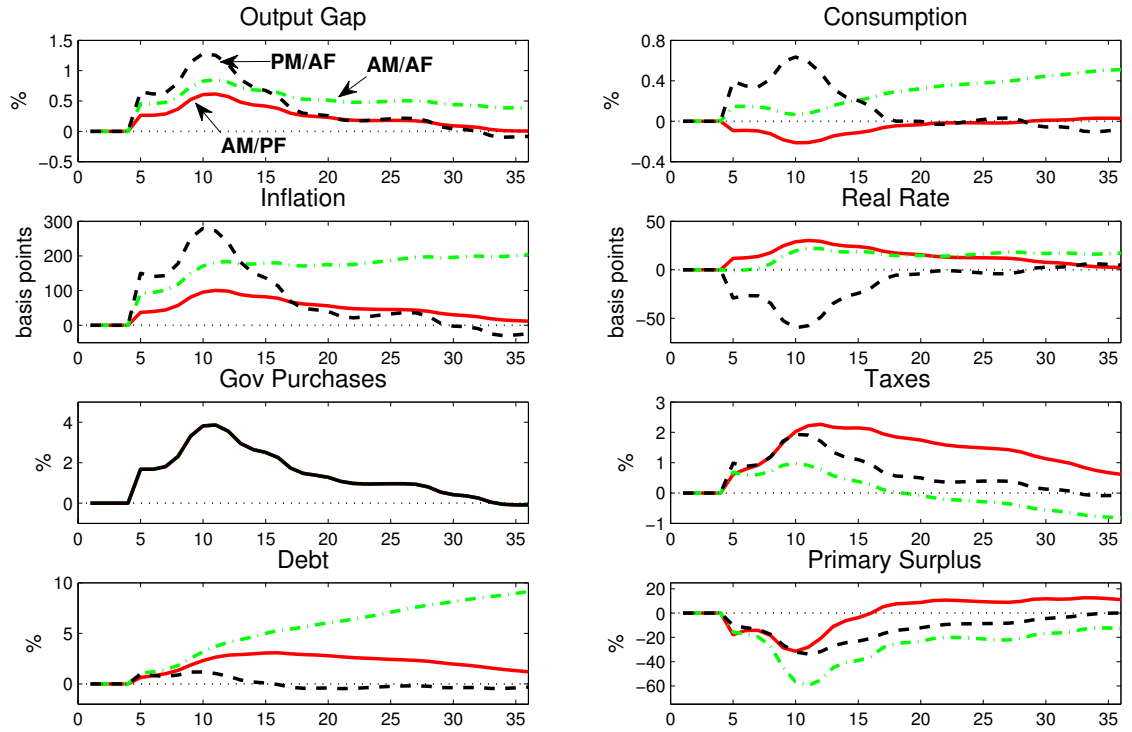 Output Gap
1.5
1
0.5
0
−0.5
%
PM/AF
AM/AF
AM/PF
0 5 10 15 20 25 30 35
Consumption
0.8
0.4
0
−0.4
%
0 5 10 15 20 25 30 35
Inflation
300
200
100
0
basis points
0 5 10 15 20 25 30 35
Real Rate
50
0
−50
basis points
0 5 10 15 20 25 30 35
Gov Purchases
4
2
0
%
0 5 10 15 20 25 30 35
Taxes
3
2
1
0
−1
%
0 5 10 15 20 25 30 35
Debt
10
5
0
%
0 5 10 15 20 25 30 35
Primary Surplus
20
0
−20
−40
−60
%
0 5 10 15 20 25 30 35